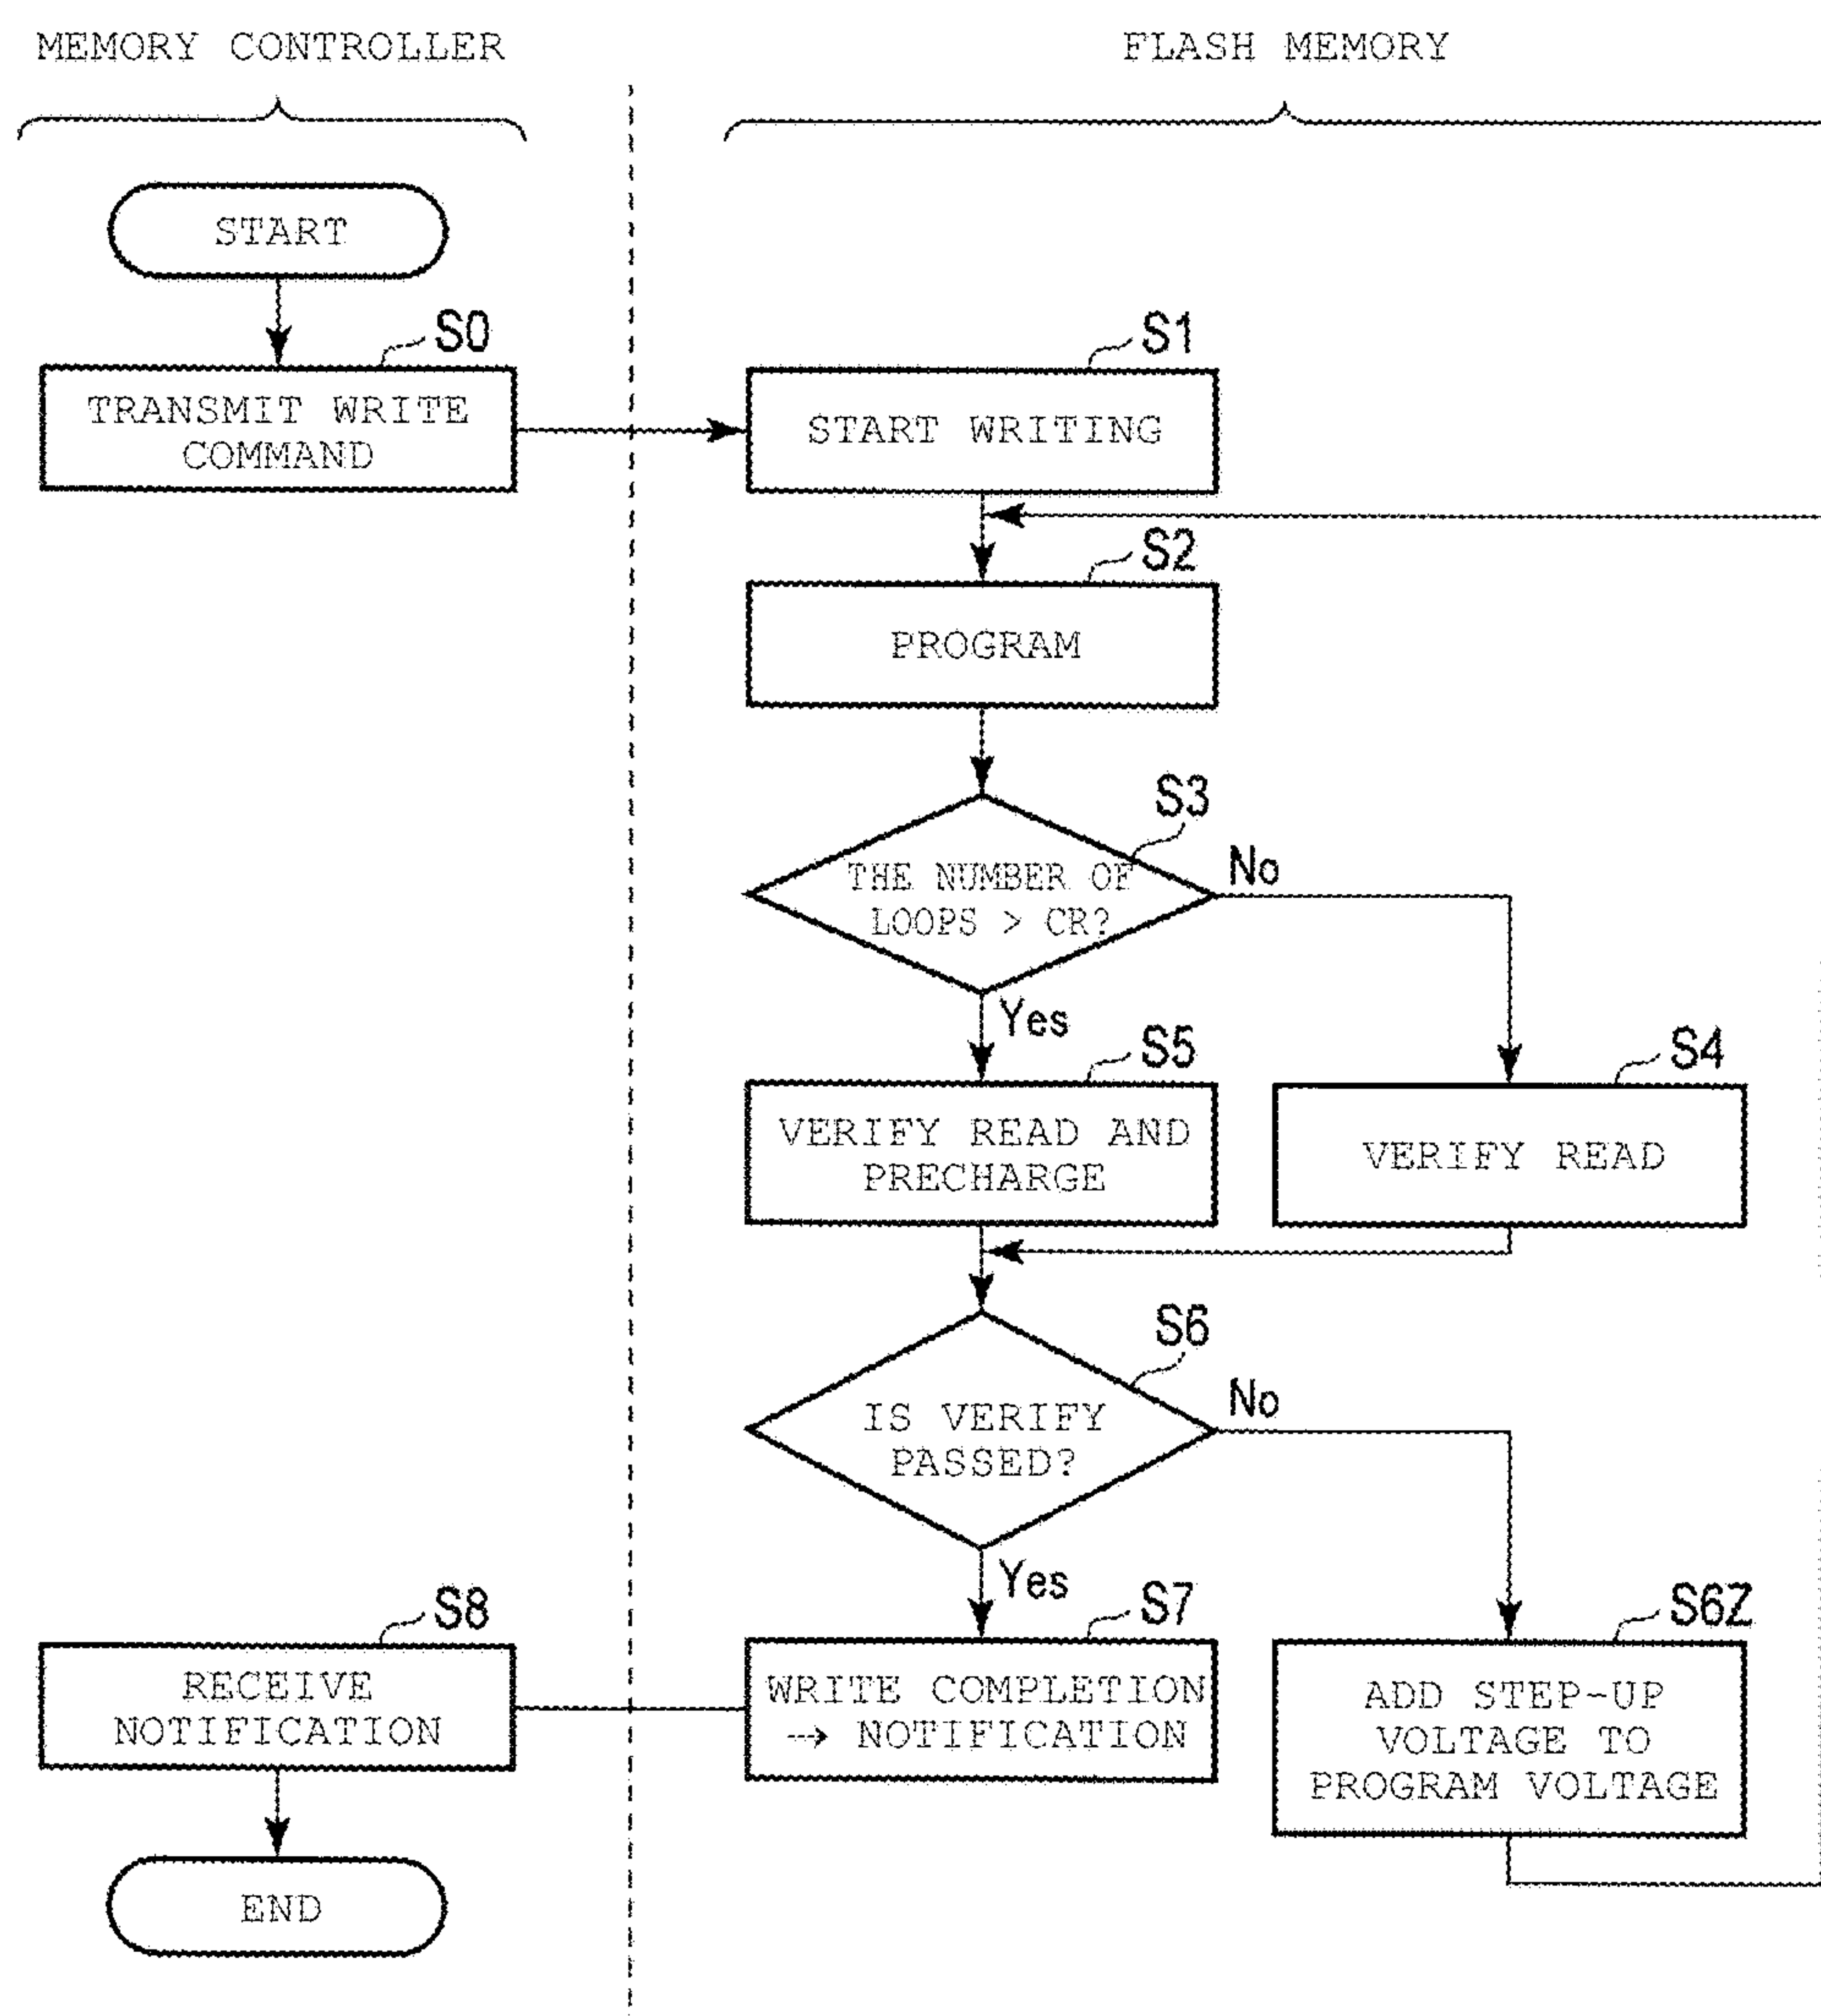 MEMORY CONTROLLER
FLASH MEMORY
START
S0
TRANSMIT WRITE
COMMAND
S1
START WRITING
S2
PROGRAM
S3
THE NUMBER OF
LOOPS > CR?
No
Yes
S5
VERIFY READ AND
PRECHARGE
S4
VERIFY READ
S6
IS VERIFY
PASSED?
No
Yes
S7
WRITE COMPLETION
→ NOTIFICATION
S6Z
ADD STEP-UP
VOLTAGE TO
PROGRAM VOLTAGE
S8
RECEIVE
NOTIFICATION
END